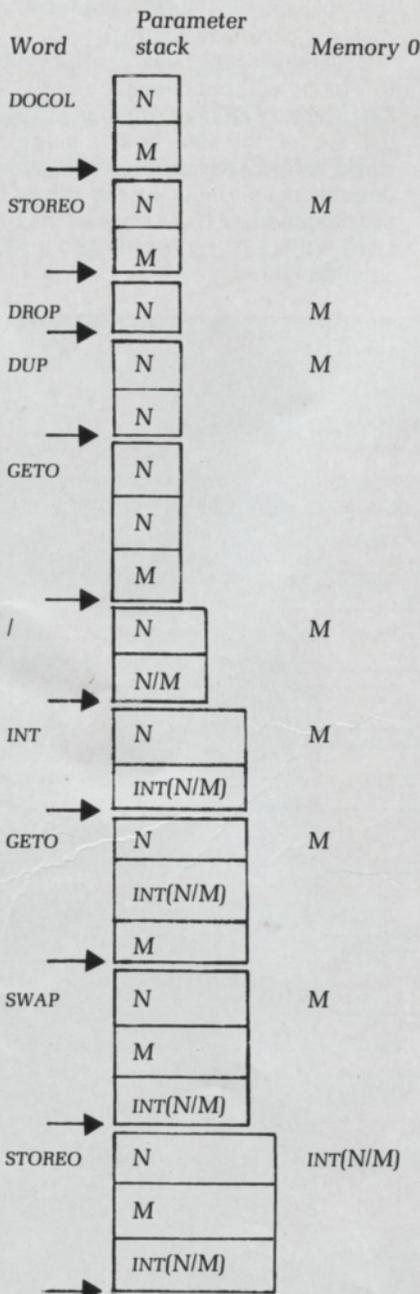 Parameter
Word stack Memory 0
DOCOL N
M
STOREO N M
M
DROP N M
DUP N M
N
GETO N
N
M
/ N M
N/M
INT N M
INT(N/M)
GETO N M
INT(N/M)
M
SWAP N M
M
INT(N/M)
STOREO N INT(N/M)
M
INT(N/M)